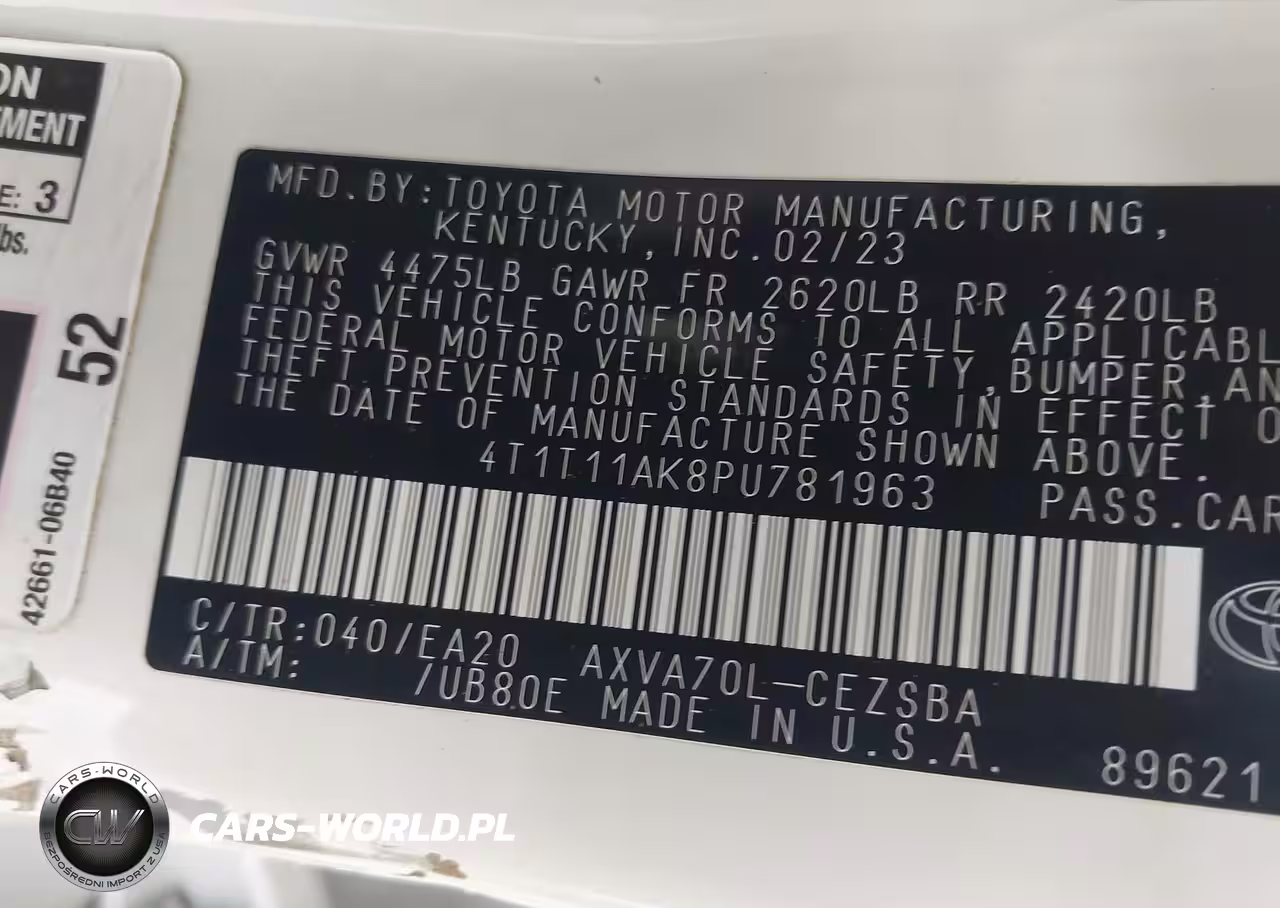 ON
TMENT
E: 3
lbs.
52
42661-06B40
MFD.BY:TOYOTA MOTOR MANUFACTURING,
KENTUCKY,INC.02/23
GVWR 4475LB GAWR FR 2620LB RR 2420LB
THIS VEHICLE CONFORMS TO ALL APPLICABL
FEDERAL MOTOR VEHICLE SAFETY,BUMPER,AN
THEFT PREVENTION STANDARDS IN EFFECT O
THE DATE OF MANUFACTURE SHOWN ABOVE.
4T1T11AK8PU781963 PASS.CAR
C/TR:040/EA20 AXVA70L-CEZSBA
A/TM: /UB80E MADE IN U.S.A.
89621
CARS-WORLD
CW
BEZPOŚREDNI IMPORT Z USA
CARS-WORLD.PL